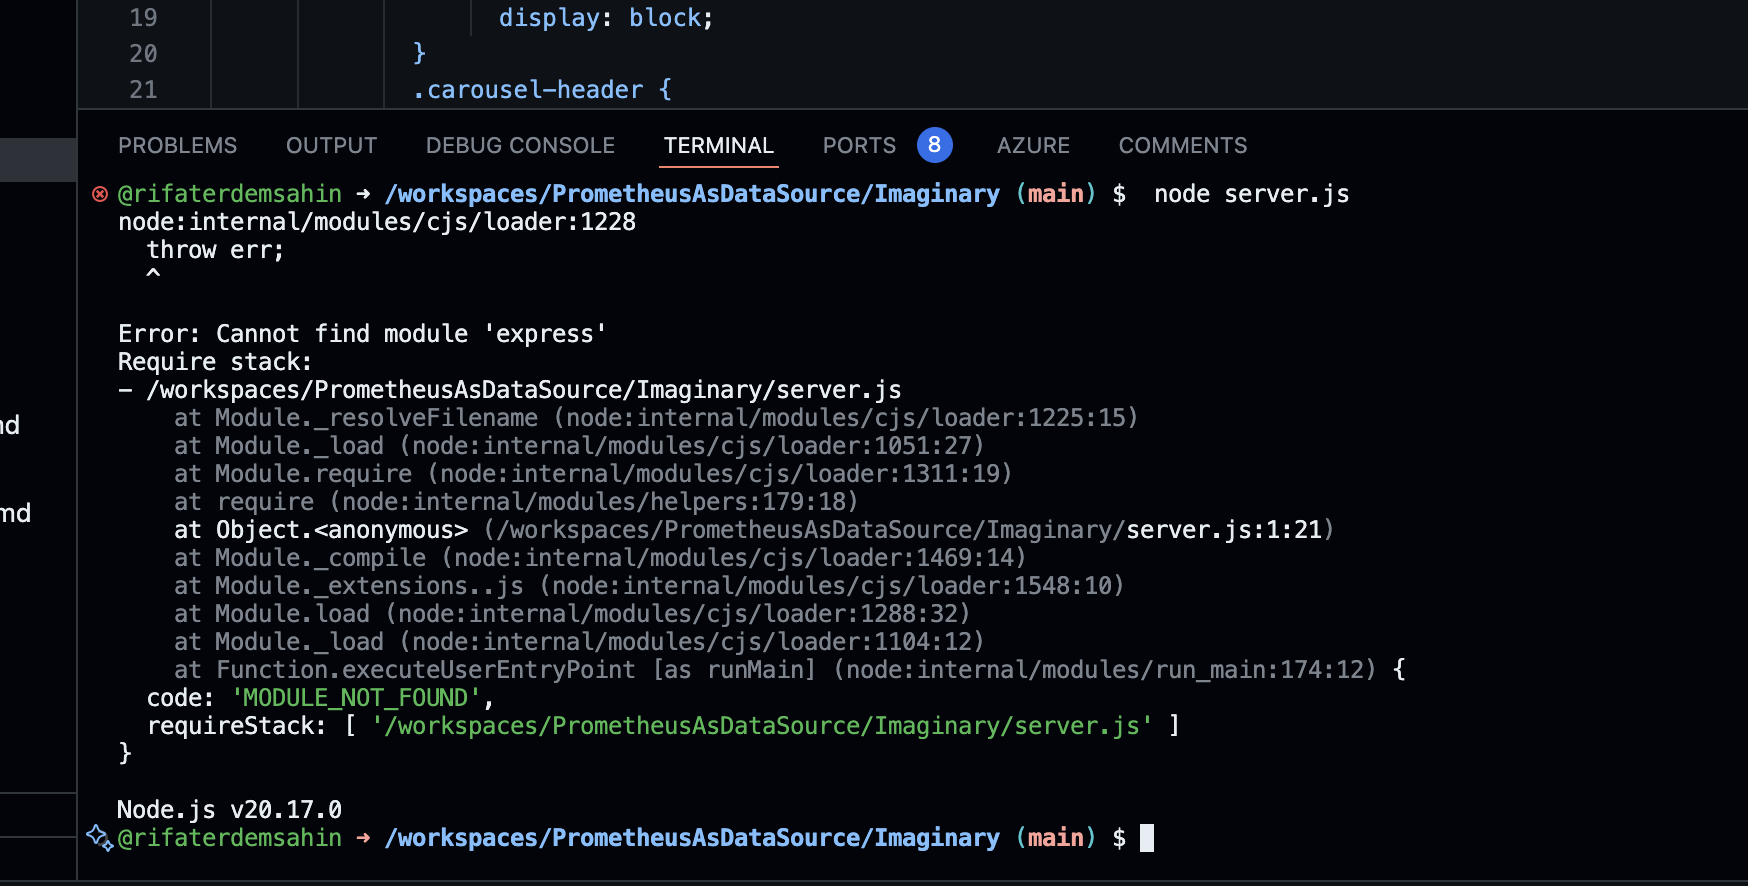 19 display: block;
20 }
21 .carousel-header {
PROBLEMS OUTPUT DEBUG CONSOLE TERMINAL PORTS 8 AZURE COMMENTS
@rifaterdemsahin ➜ /workspaces/PrometheusAsDataSource/Imaginary (main) $  node server.js
node:internal/modules/cjs/loader:1228
  throw err;
  ^

Error: Cannot find module 'express'
Require stack:
- /workspaces/PrometheusAsDataSource/Imaginary/server.js
    at Module._resolveFilename (node:internal/modules/cjs/loader:1225:15)
    at Module._load (node:internal/modules/cjs/loader:1051:27)
    at Module.require (node:internal/modules/cjs/loader:1311:19)
    at require (node:internal/modules/helpers:179:18)
    at Object.<anonymous> (/workspaces/PrometheusAsDataSource/Imaginary/server.js:1:21)
    at Module._compile (node:internal/modules/cjs/loader:1469:14)
    at Module._extensions..js (node:internal/modules/cjs/loader:1548:10)
    at Module.load (node:internal/modules/cjs/loader:1288:32)
    at Module._load (node:internal/modules/cjs/loader:1104:12)
    at Function.executeUserEntryPoint [as runMain] (node:internal/modules/run_main:174:12) {
  code: 'MODULE_NOT_FOUND',
  requireStack: [ '/workspaces/PrometheusAsDataSource/Imaginary/server.js' ]
}

Node.js v20.17.0
@rifaterdemsahin ➜ /workspaces/PrometheusAsDataSource/Imaginary (main) $